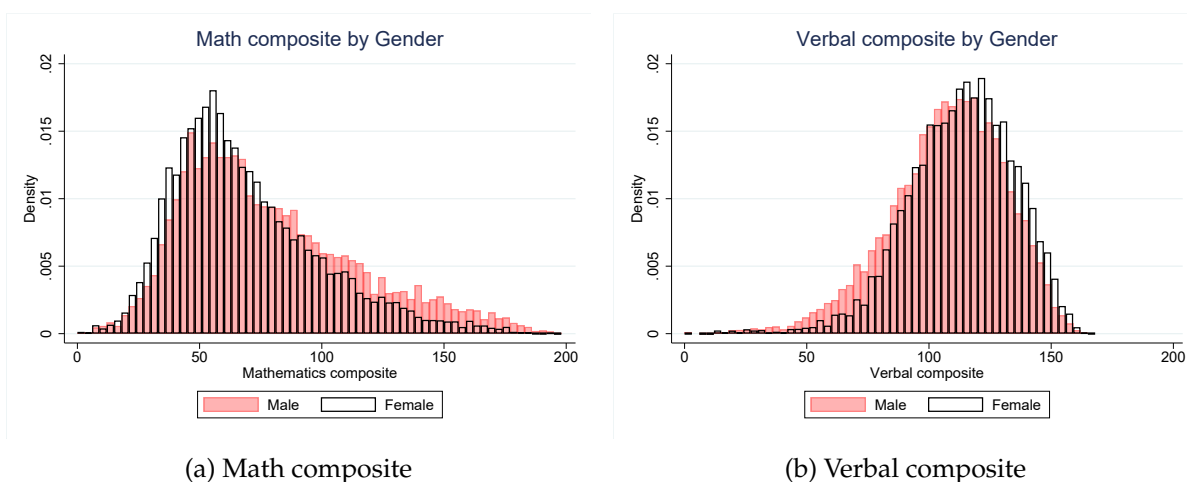 Math composite by Gender
.02
.015
.01
.005
0
Density
0 50 100 150 200
Mathematics composite
Male Female
(a) Math composite
Verbal composite by Gender
.02
.015
.01
.005
0
Density
0 50 100 150 200
Verbal composite
Male Female
(b) Verbal composite